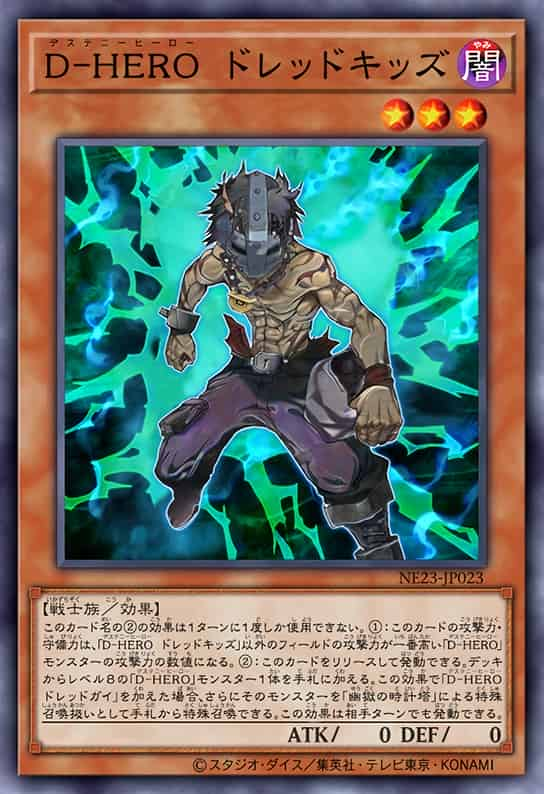 デステニーヒーロー
D-HERO ドレッドキッズ
やみ
闇
NE23-JP023
【戦士族／効果】
このカード名の②の効果は1ターンに1度しか使用できない。①：このカードの攻撃力・
守備力は、「D-HERO ドレッドキッズ」以外のフィールドの攻撃力が一番高い「D-HERO」
モンスターの攻撃力の数値になる。②：このカードをリリースして発動できる。デッキ
からレベル8の「D-HERO」モンスター1体を手札に加える。この効果で「D-HERO
ドレッドガイ」を加えた場合、さらにそのモンスターを「幽獄の時計塔」による特殊
召喚扱いとして手札から特殊召喚できる。この効果は相手ターンでも発動できる。
ATK/ 0 DEF/ 0
©スタジオ・ダイス／集英社・テレビ東京・KONAMI